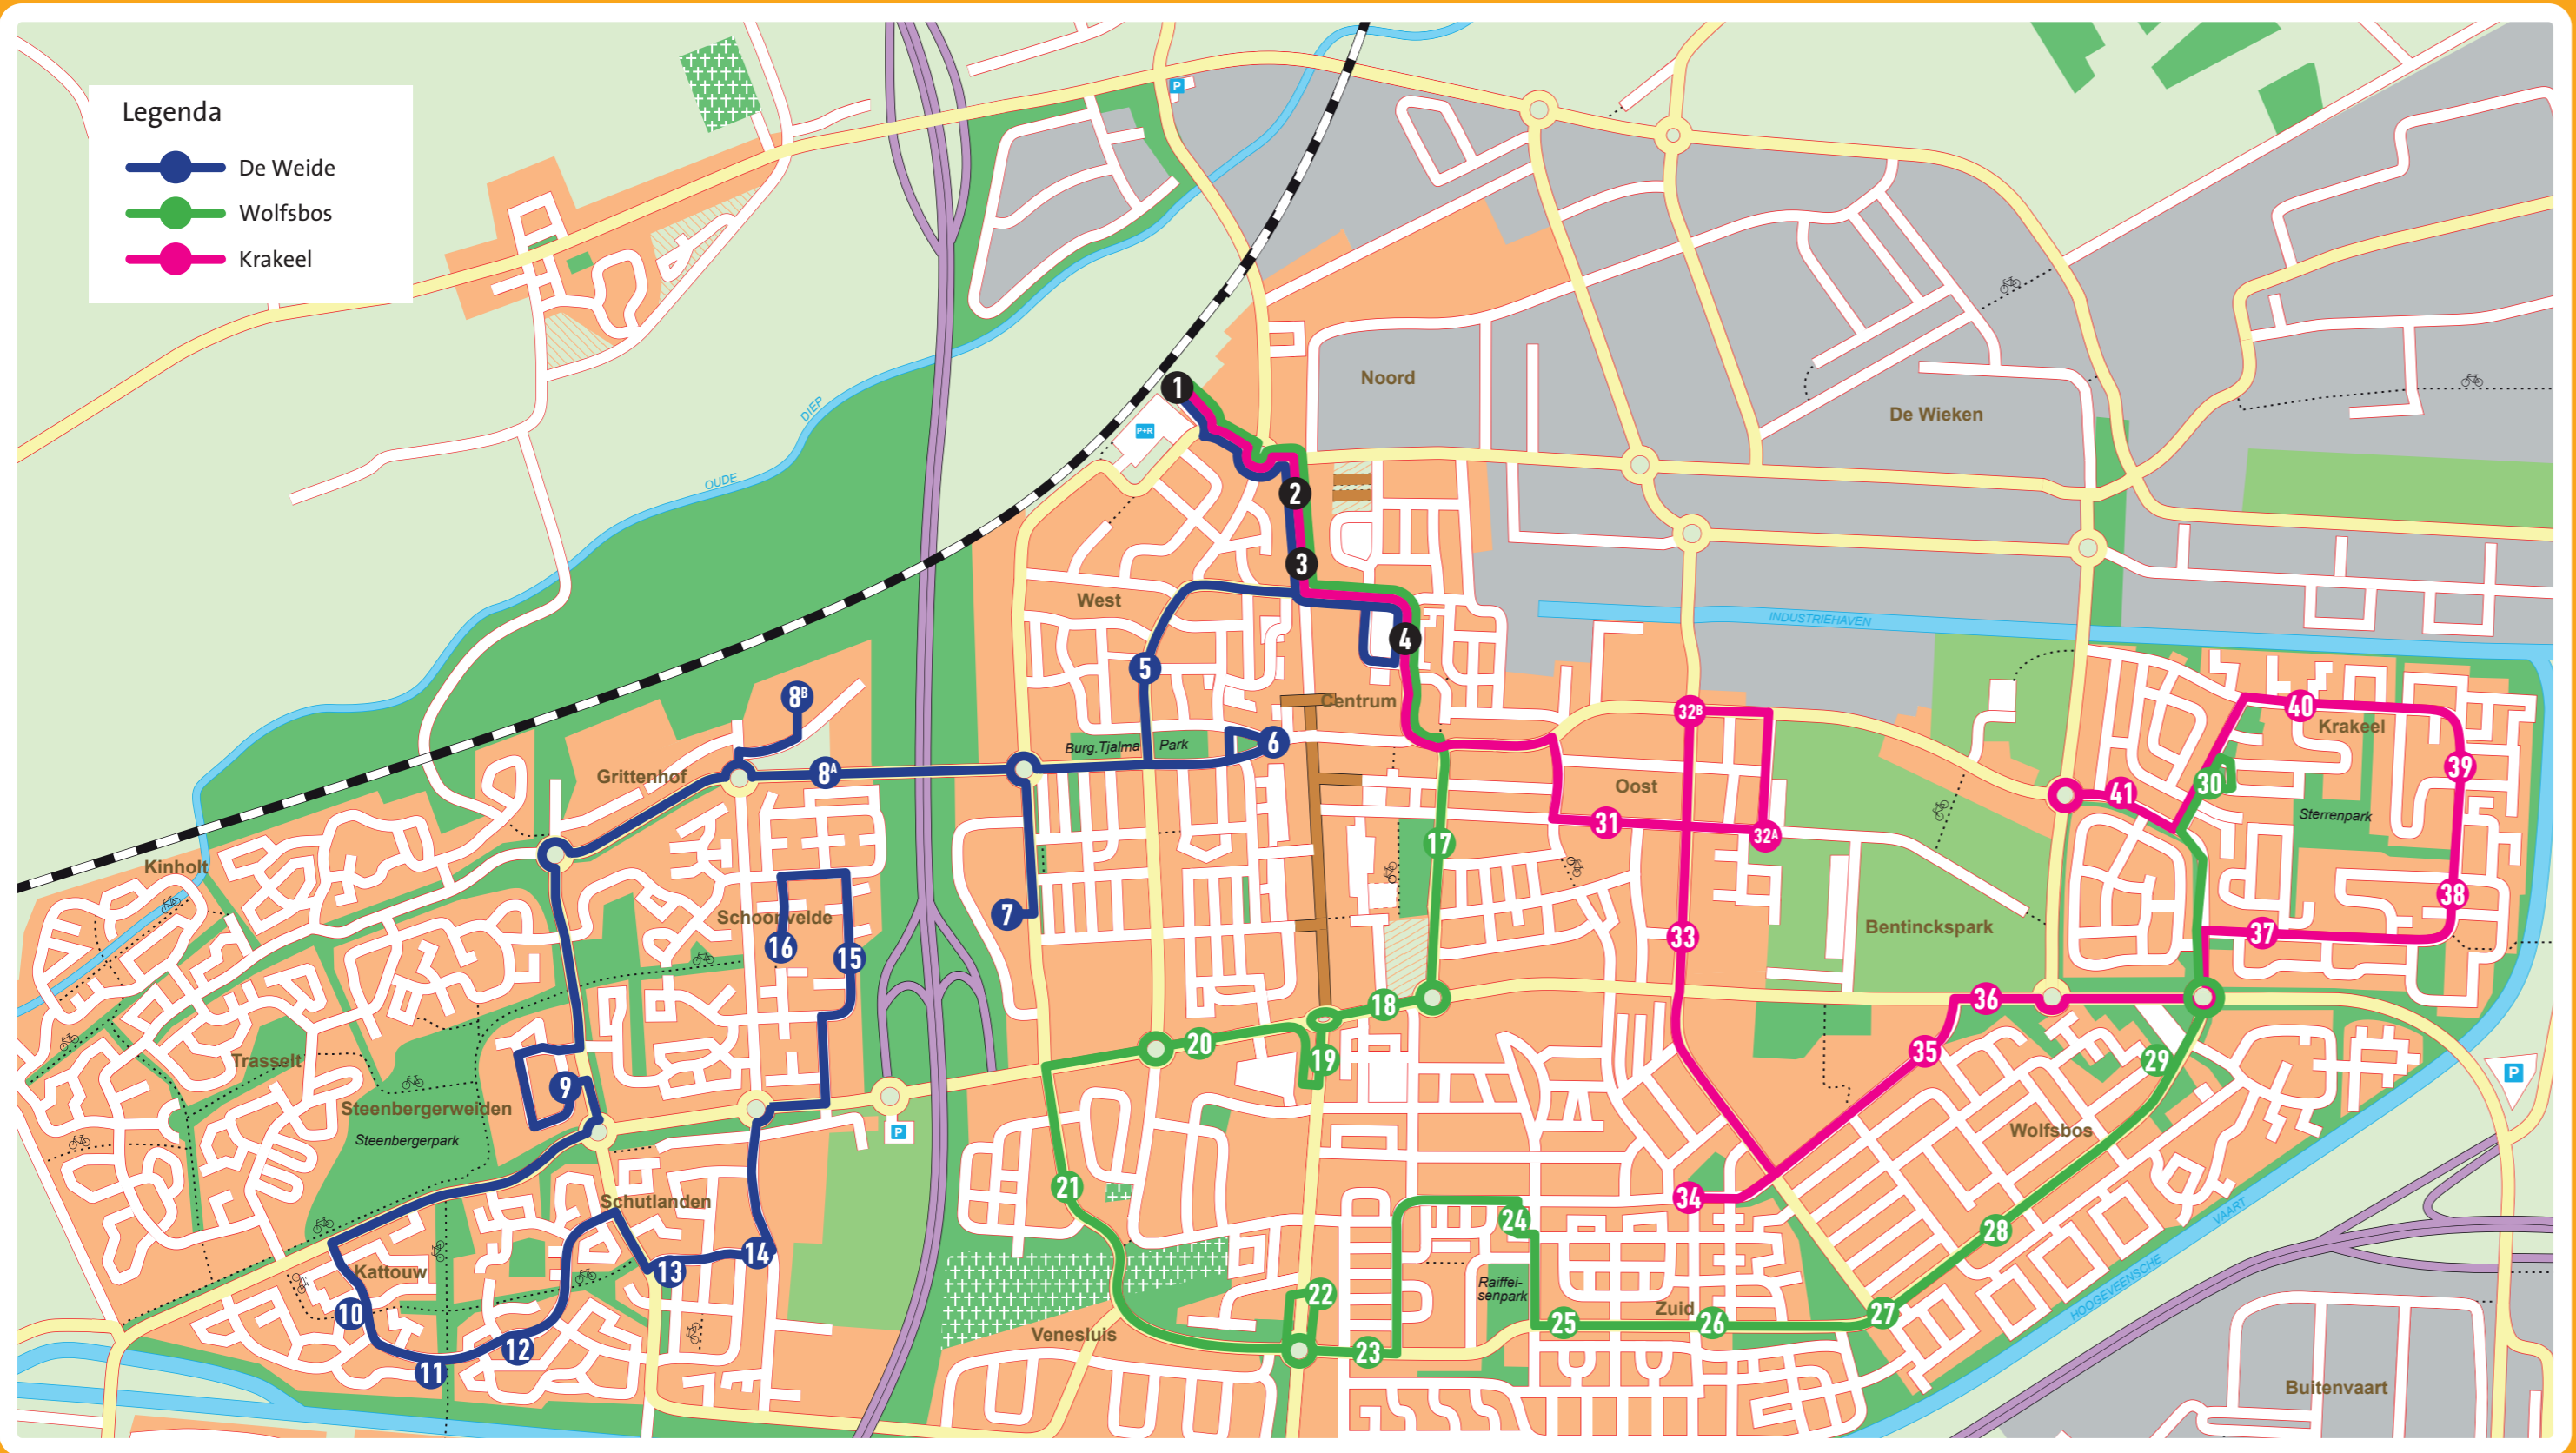 Legenda
De Weide
Wolfsbos
Krakeel
P
1
P+R
Noord
De Wieken
DIEP
OUDE
2
3
West
INDUSTRIEHAVEN
4
5
8B
Centrum
32B
40
Krakeel
6
Burg.Tjalma Park
Grittenhof
8A
39
30
Oost
41
Sterrenpark
31
32A
17
Kinholt
38
7
Schoonvelde
16
15
33
Bentinckspark
37
18
36
20
19
35
29
P
Trasselt
9
Steenbergerweiden
Steenbergerpark
P
Wolfsbos
21
Schutlanden
34
24
28
VAART
14
13
Kattouw
HOOGEVEENSCHE
Raiffei-
senpark
22
10
Zuid
25
26
27
Venesluis
12
23
11
Buitenvaart